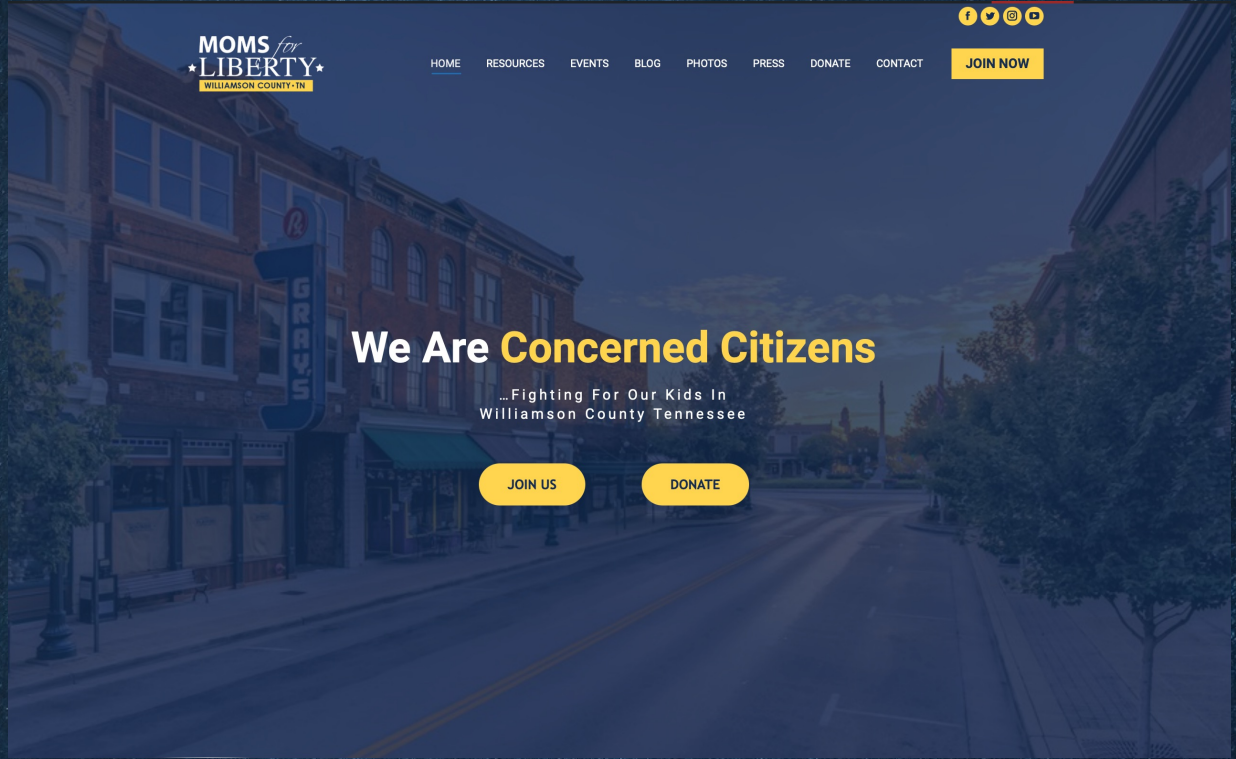 MOMS for
LIBERTY
WILLIAMSON COUNTY • TN
HOME RESOURCES EVENTS BLOG PHOTOS PRESS DONATE CONTACT JOIN NOW
GRAY'S
We Are Concerned Citizens
...Fighting For Our Kids In
Williamson County Tennessee
JOIN US DONATE